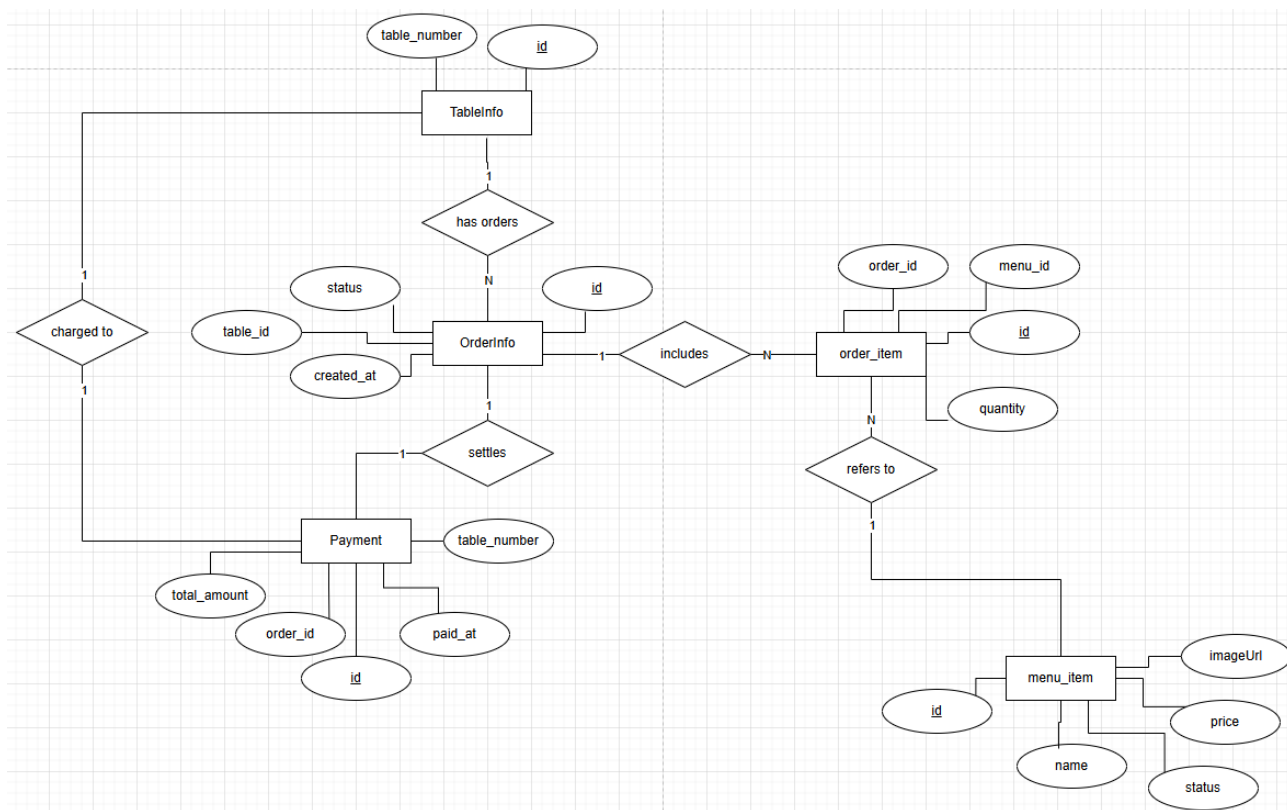 table_number
id
TableInfo
1
has orders
1
N
charged to
1
status
id
table_id
OrderInfo
created_at
1
includes
N
order_id
menu_id
id
order_item
quantity
1
settles
1
N
refers to
1
Payment
table_number
total_amount
order_id
paid_at
id
menu_item
imageUrl
id
price
name
status